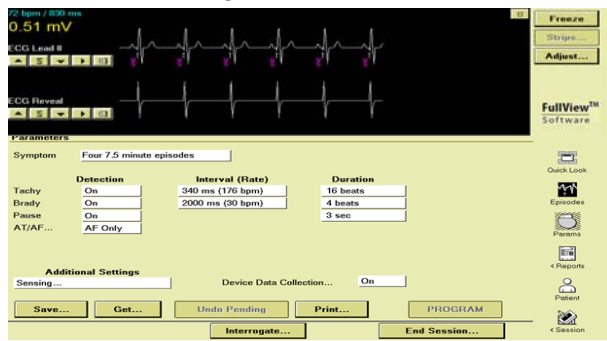 72 bpm / 830 ms
0.51 mV
ECG Lead II
S
ECG Reveal
S
Freeze
Strips...
Adjust...
FullView™
Software
Parameters
Symptom Four 7.5 minute episodes
Detection Interval (Rate) Duration
Tachy On 340 ms (176 bpm) 16 beats
Brady On 2000 ms (30 bpm) 4 beats
Pause On 3 sec
AT/AF... AF Only
Additional Settings
Sensing... Device Data Collection... On
Save... Get... Undo Pending Print... PROGRAM
Interrogate... End Session...
Quick Look
Episodes
Params
< Reports
Patient
< Session